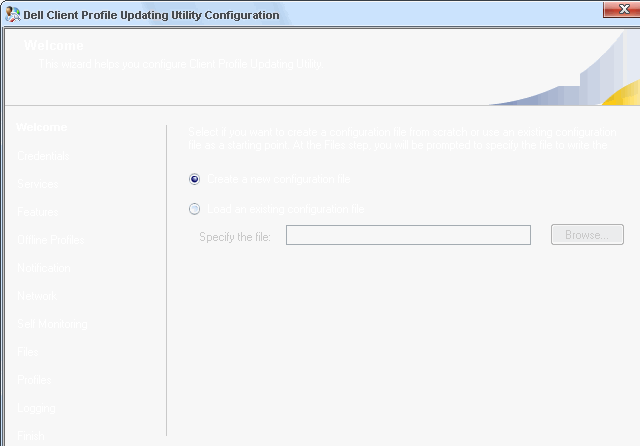 Dell Client Profile Updating Utility Configuration
Welcome
This wizard helps you configure Client Profile Updating Utility.
Welcome
Credentials
Services
Features
Offline Profiles
Notification
Network
Self Monitoring
Files
Profiles
Logging
Finish
Select if you want to create a configuration file from scratch or use an existing configuration
file as a starting point. At the Files step, you will be prompted to specify the file to write the
Create a new configuration file
Load an existing configuration file
Specify the file:
Browse...